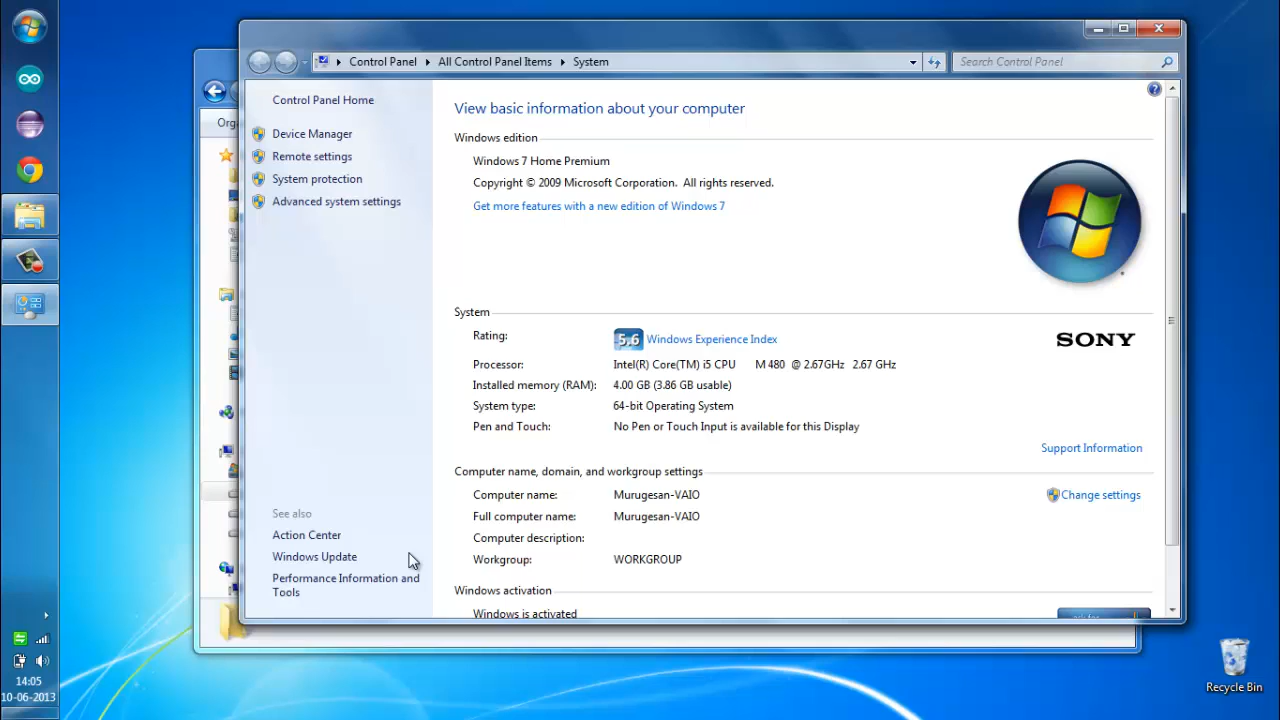 Control Panel
All Control Panel Items
System
Search Control Panel
Orga
Control Panel Home
Device Manager
Remote settings
System protection
Advanced system settings
See also
Action Center
Windows Update
Performance Information and
Tools
View basic information about your computer
Windows edition
Windows 7 Home Premium
Copyright © 2009 Microsoft Corporation. All rights reserved.
Get more features with a new edition of Windows 7
System
Rating: 5.6 Windows Experience Index
SONY
Processor: Intel(R) Core(TM) i5 CPU M 480 @ 2.67GHz 2.67 GHz
Installed memory (RAM): 4.00 GB (3.86 GB usable)
System type: 64-bit Operating System
Pen and Touch: No Pen or Touch Input is available for this Display
Support Information
Computer name, domain, and workgroup settings
Computer name: Murugesan-VAIO
Change settings
Full computer name: Murugesan-VAIO
Computer description:
Workgroup: WORKGROUP
Windows activation
Windows is activated
14:05
10-06-2013
Recycle Bin